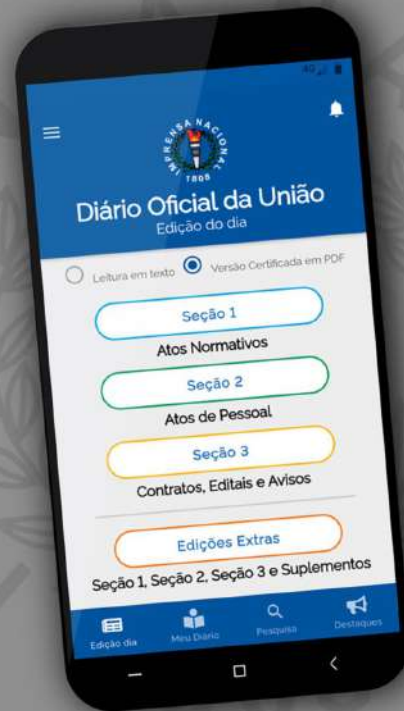 4G
IMPRENSA NACIONAL
1808
Diário Oficial da União
Edição do dia
Leitura em texto Versão Certificada em PDF
Seção 1
Atos Normativos
Seção 2
Atos de Pessoal
Seção 3
Contratos, Editais e Avisos
Edições Extras
Seção 1, Seção 2, Seção 3 e Suplementos
Edição dia Meu Diário Pesquisa Destaques